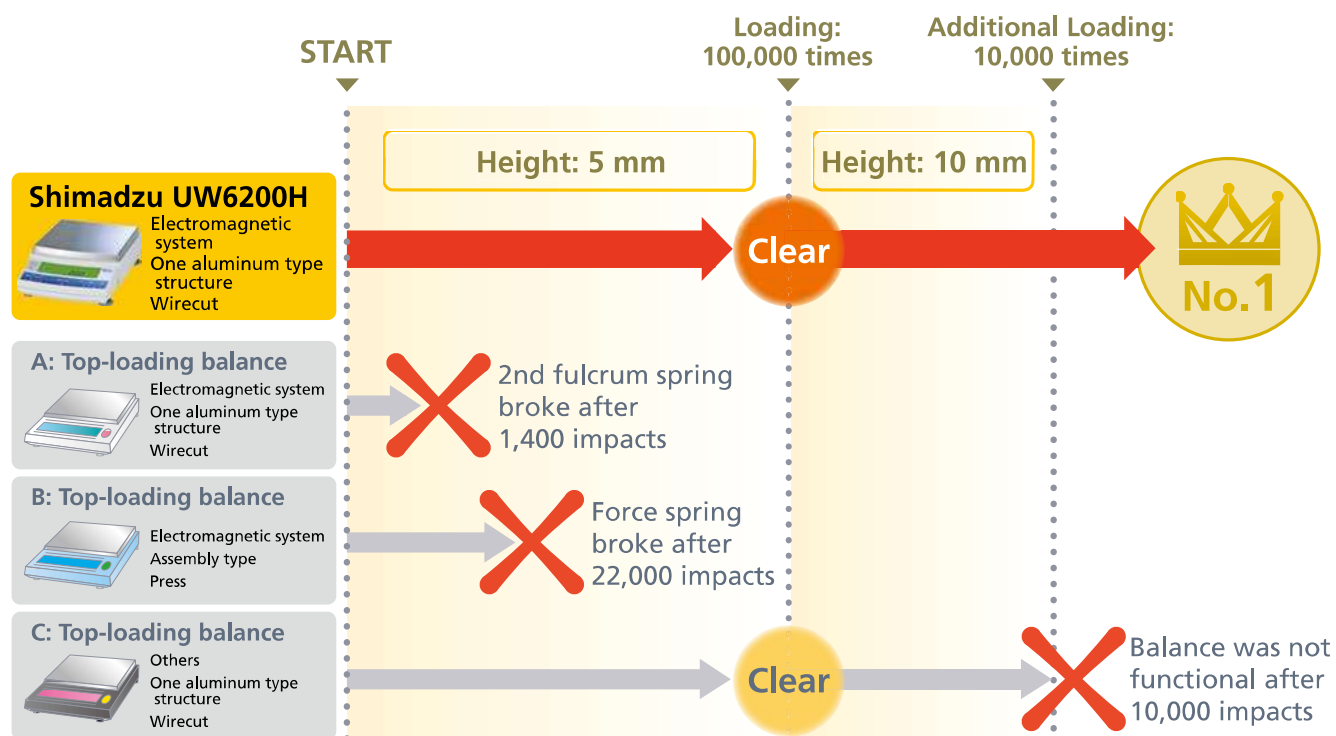 START
Loading:
100,000 times
Additional Loading:
10,000 times
Height: 5 mm
Height: 10 mm
Shimadzu UW6200H
Electromagnetic
system
One aluminum type
structure
Wirecut
Clear
No.1
A: Top-loading balance
Electromagnetic system
One aluminum type
structure
Wirecut
2nd fulcrum spring
broke after
1,400 impacts
B: Top-loading balance
Electromagnetic system
Assembly type
Press
Force spring
broke after
22,000 impacts
C: Top-loading balance
Others
One aluminum type
structure
Wirecut
Clear
Balance was not
functional after
10,000 impacts